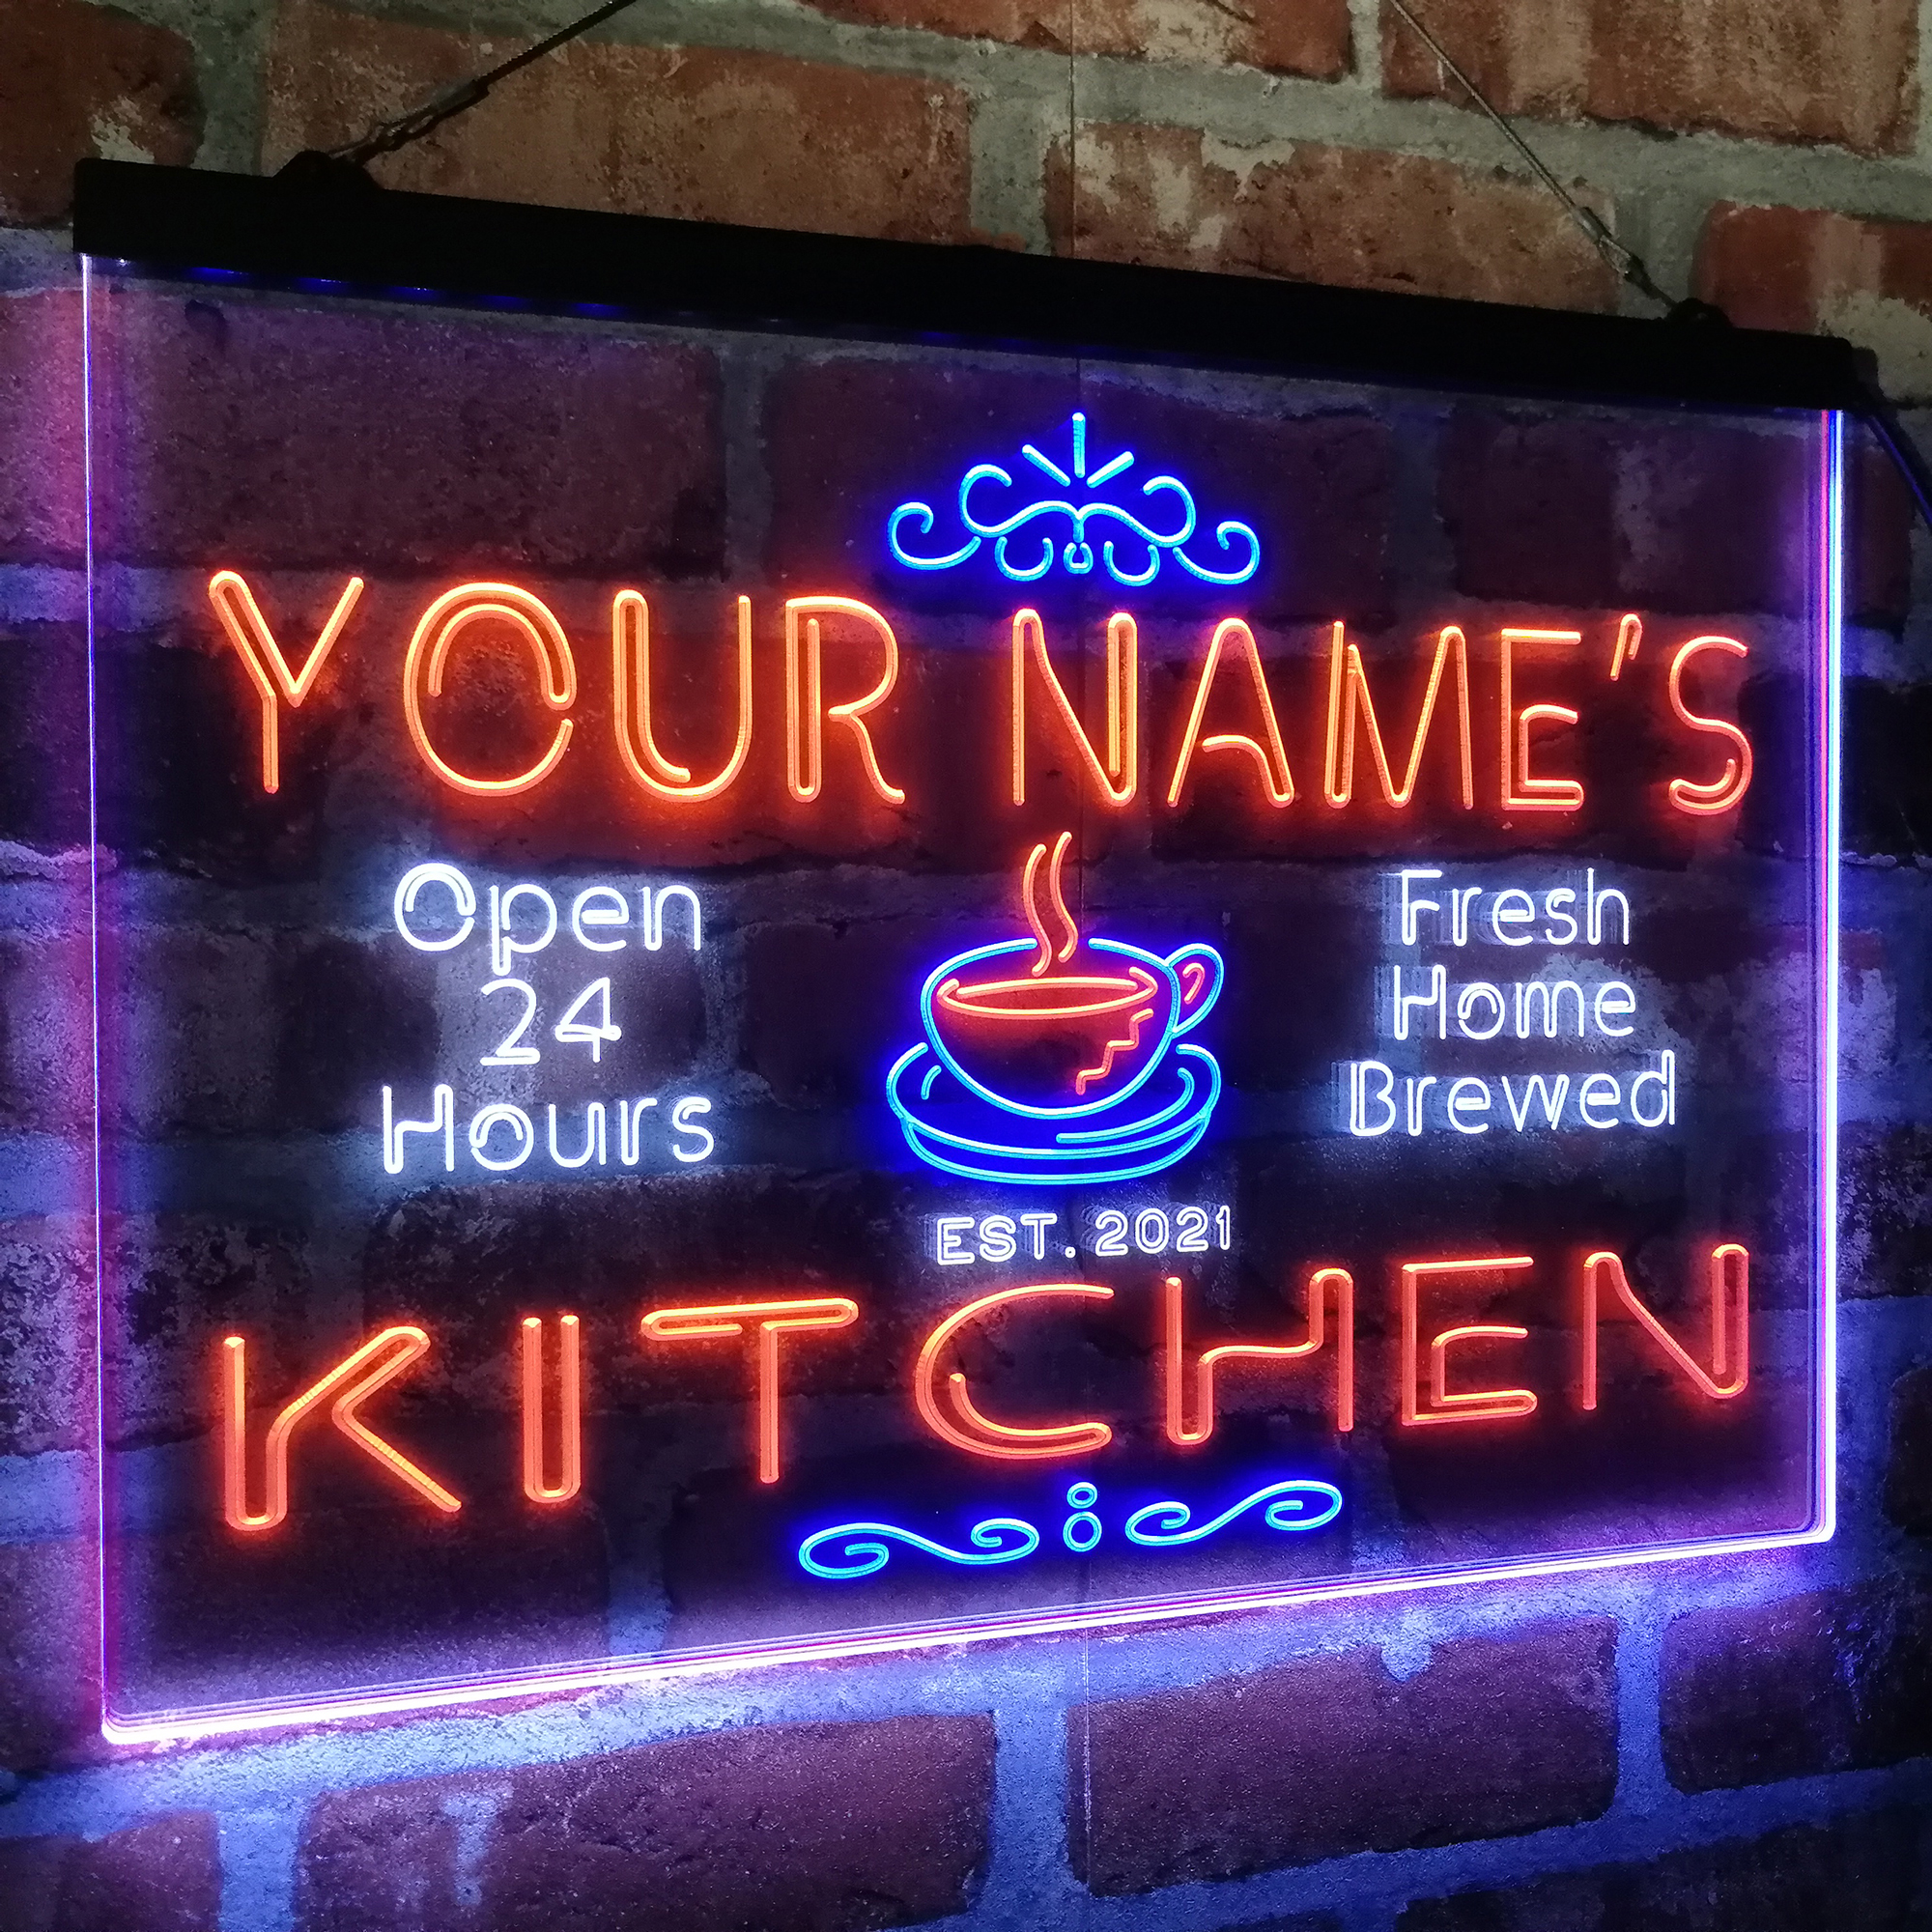 YOUR NAME'S
Open
24
Hours
Fresh
Home
Brewed
EST. 2021
KITCHEN